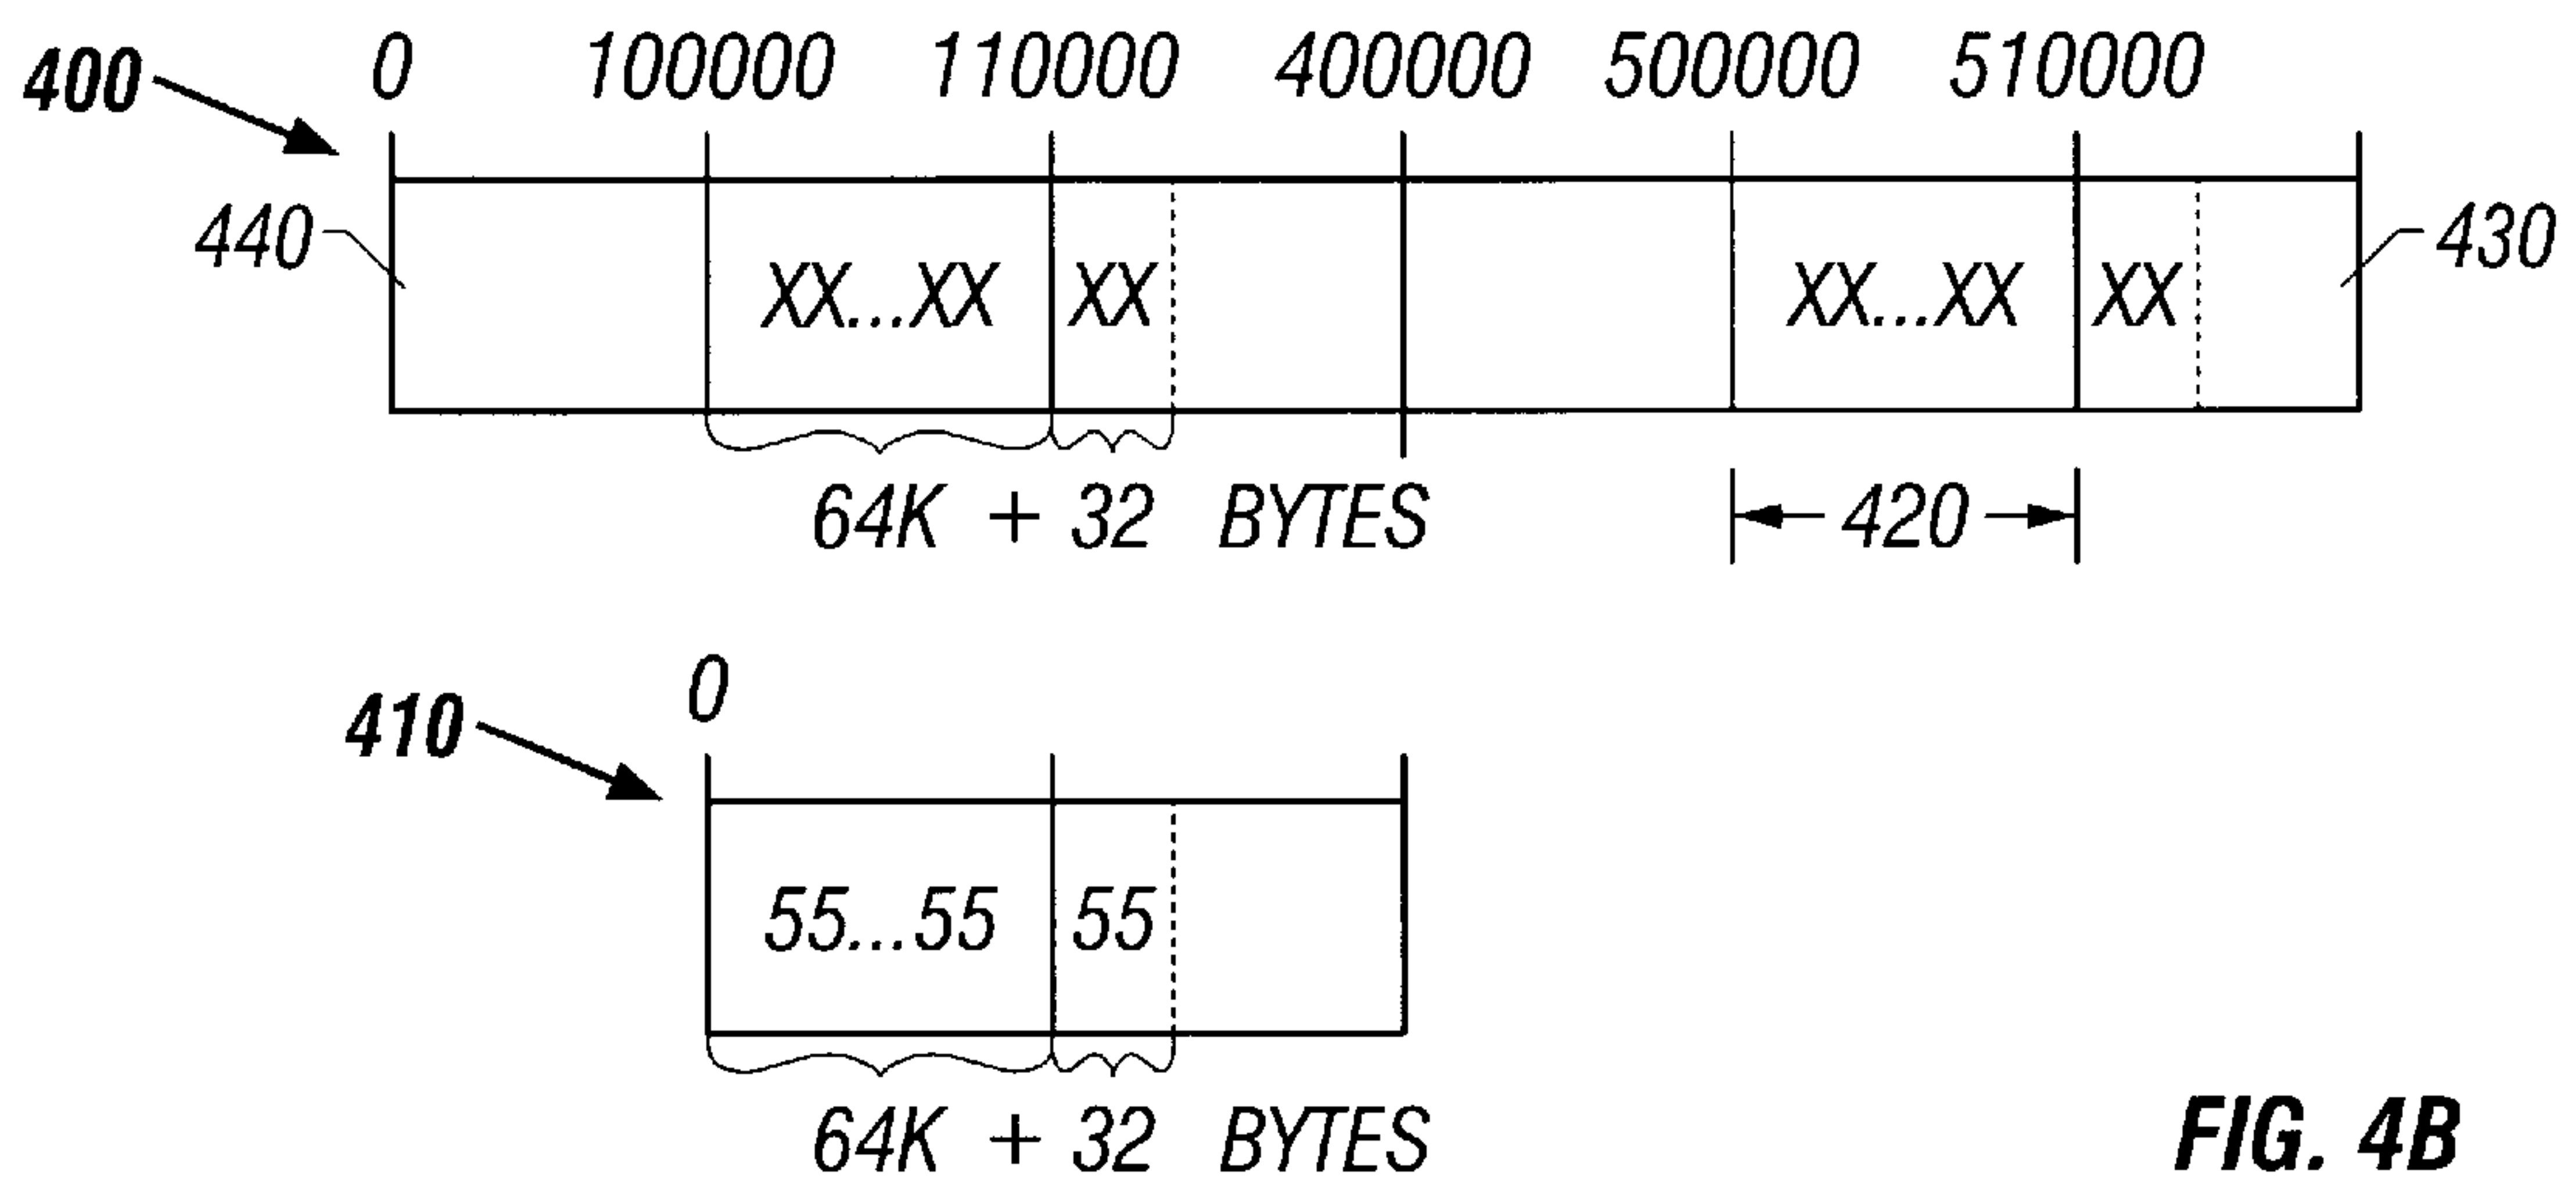 400 0 100000 110000 400000 500000 510000
440 XX...XX XX XX...XX XX 430
64K + 32 BYTES 420
0
410
55...55 55
64K + 32 BYTES
FIG. 4B